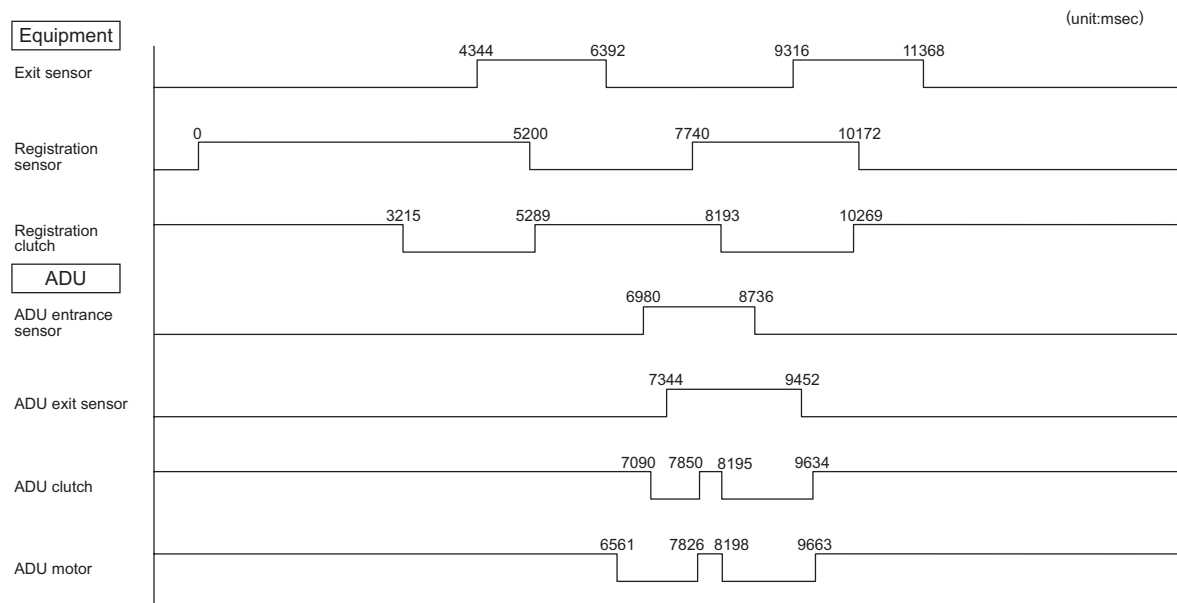 (unit:msec)
Equipment
4344 6392 9316 11368
Exit sensor
0 5200 7740 10172
Registration
sensor
3215 5289 8193 10269
Registration
clutch
ADU
6980 8736
ADU entrance
sensor
7344 9452
ADU exit sensor
7090 7850 8195 9634
ADU clutch
6561 7826 8198 9663
ADU motor